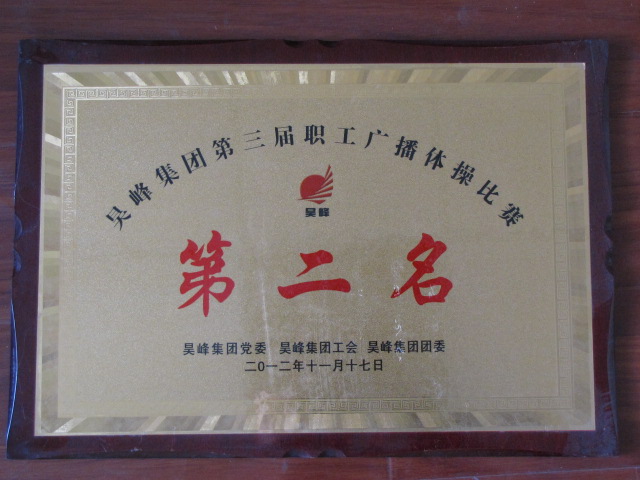 昊峰集团第三届职工广播体操比赛
昊峰
第二名
昊峰集团党委 昊峰集团工会 昊峰集团团委
二0一二年十一月十七日